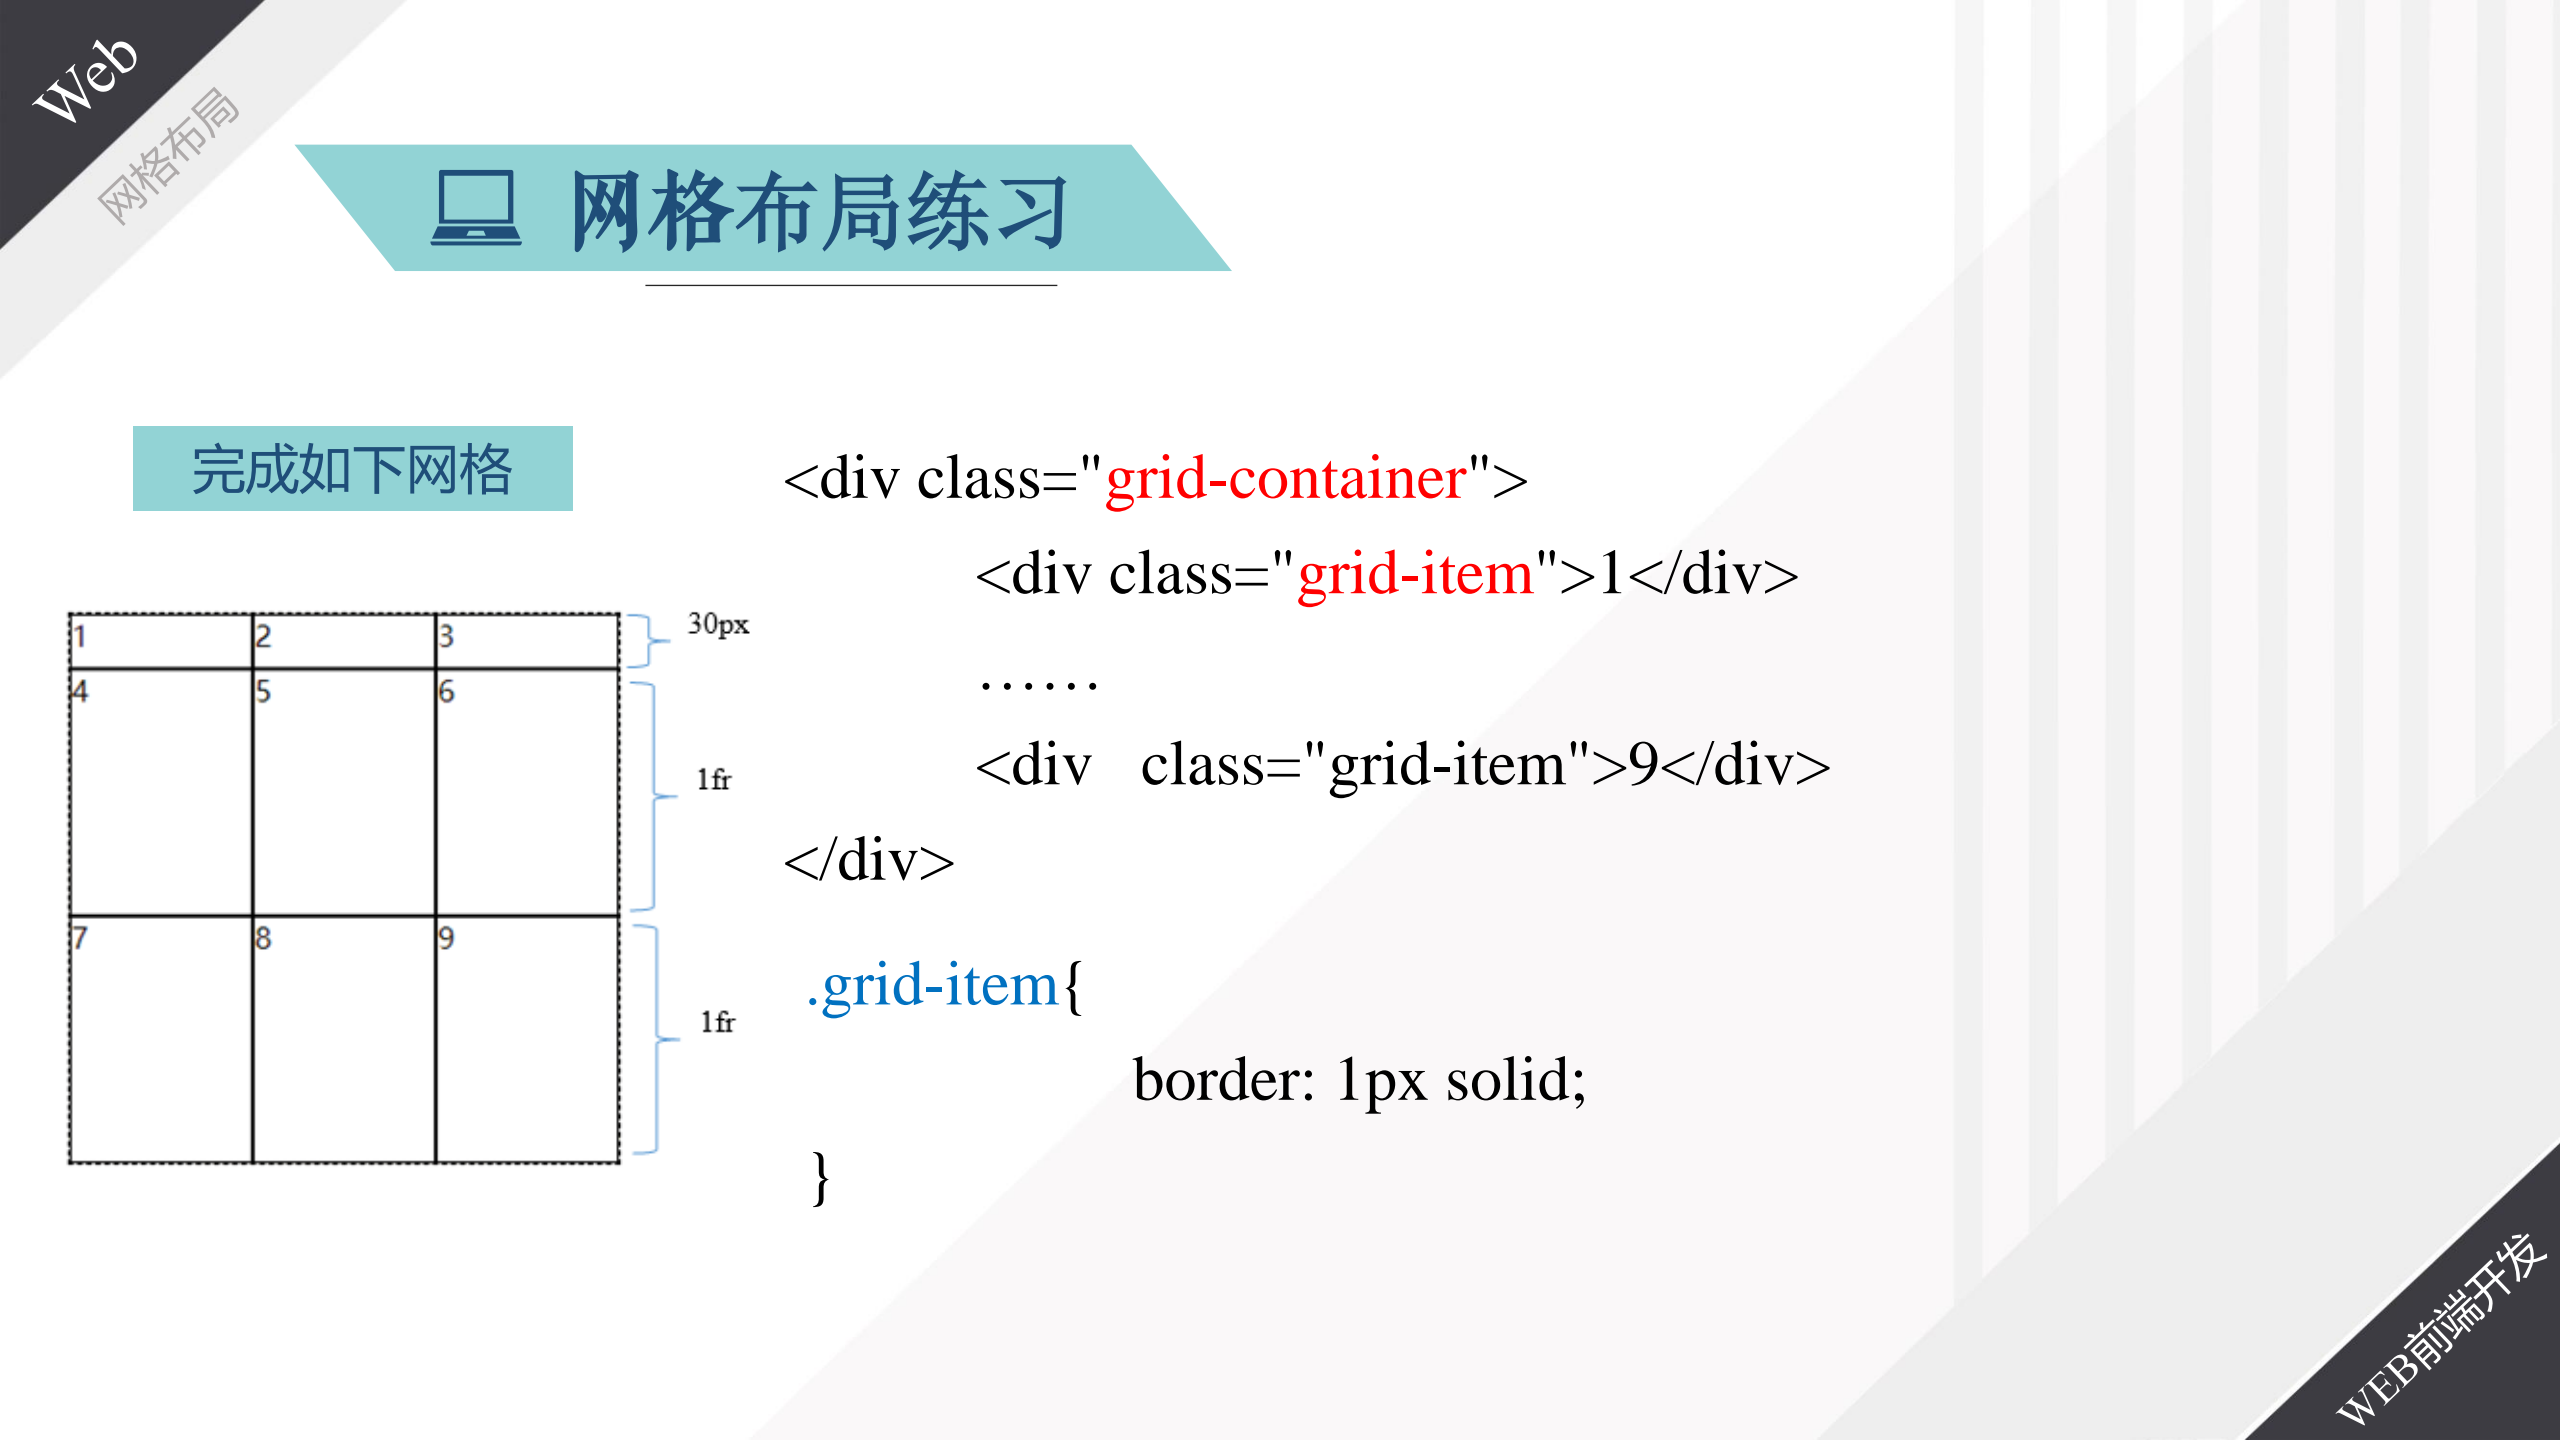 Web
网格布局
网格布局练习
完成如下网格
1 2 3
30px
4 5 6
1fr
7 8 9
1fr
<div class="grid-container">
<div class="grid-item">1</div>
……
<div class="grid-item">9</div>
</div>
.grid-item{
border: 1px solid;
}
WEB前端开发